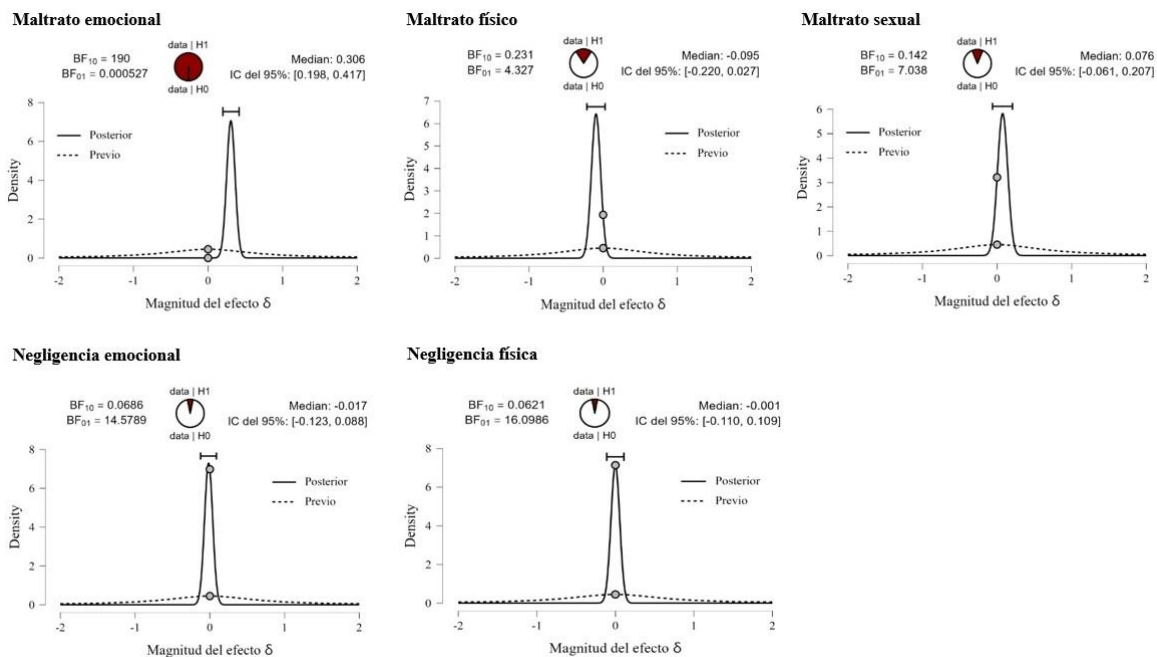 Maltrato emocional
BF10 = 190
BF01 = 0.000527
data | H1
data | H0
Median: 0.306
IC del 95%: [0.198, 0.417]
8
6
4
2
0
Density
Posterior
Previo
-2
-1
0
1
2
Magnitud del efecto δ
Maltrato físico
BF10 = 0.231
BF01 = 4.327
data | H1
data | H0
Median: -0.095
IC del 95%: [-0.220, 0.027]
7
6
5
4
3
2
1
0
Density
Posterior
Previo
-2
-1
0
1
2
Magnitud del efecto δ
Maltrato sexual
BF10 = 0.142
BF01 = 7.038
data | H1
data | H0
Median: 0.076
IC del 95%: [-0.061, 0.207]
6
5
4
3
2
1
0
Density
Posterior
Previo
-2
-1
0
1
2
Magnitud del efecto δ
Negligencia emocional
BF10 = 0.0686
BF01 = 14.5789
data | H1
data | H0
Median: -0.017
IC del 95%: [-0.123, 0.088]
8
6
4
2
0
Density
Posterior
Previo
-2
-1
0
1
2
Magnitud del efecto δ
Negligencia física
BF10 = 0.0621
BF01 = 16.0986
data | H1
data | H0
Median: -0.001
IC del 95%: [-0.110, 0.109]
8
6
4
2
0
Density
Posterior
Previo
-2
-1
0
1
2
Magnitud del efecto δ